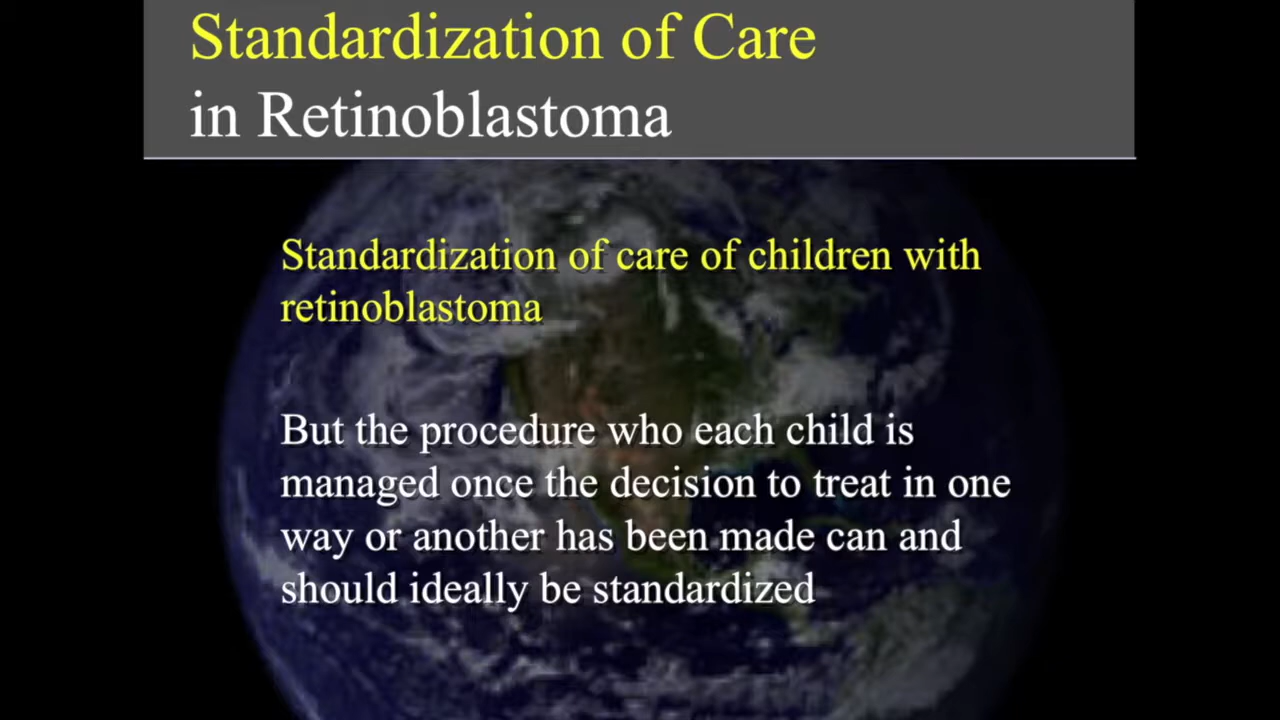 Standardization of Care
in Retinoblastoma
Standardization of care of children with
retinoblastoma
But the procedure who each child is
managed once the decision to treat in one
way or another has been made can and
should ideally be standardized